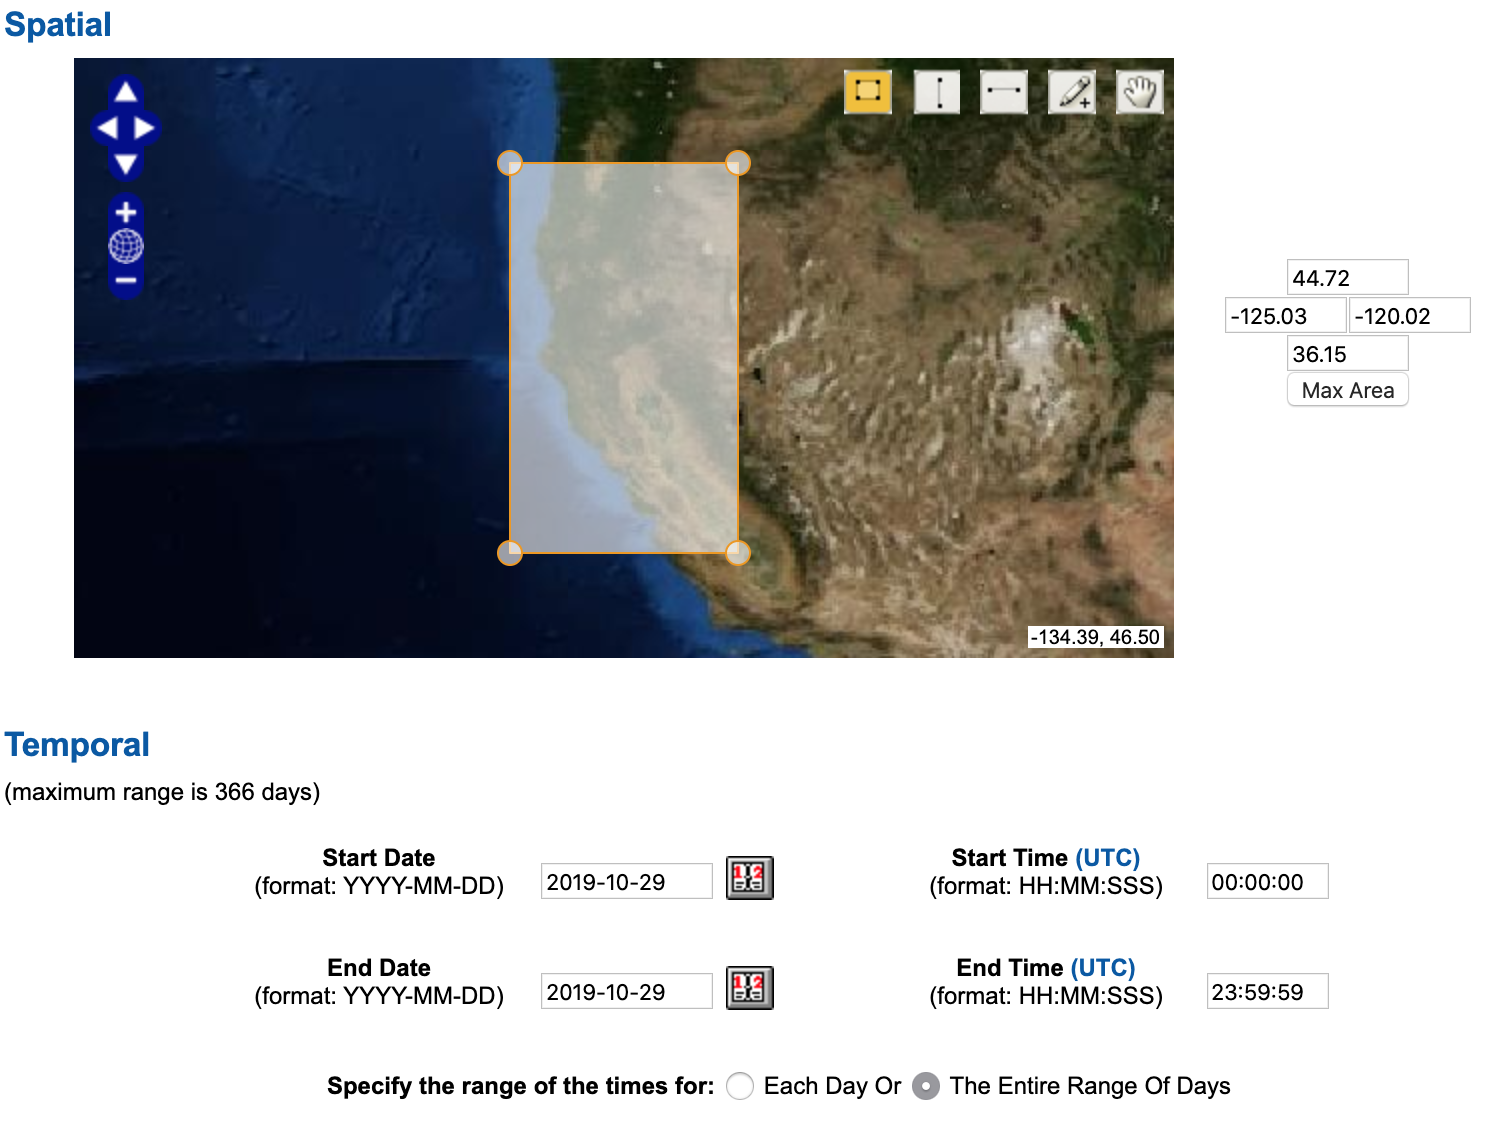 Spatial
44.72
-125.03 -120.02
36.15
Max Area
-134.39, 46.50
Temporal
(maximum range is 366 days)
Start Date
(format: YYYY-MM-DD)
2019-10-29
Start Time (UTC)
(format: HH:MM:SSS)
00:00:00
End Date
(format: YYYY-MM-DD)
2019-10-29
End Time (UTC)
(format: HH:MM:SSS)
23:59:59
Specify the range of the times for: Each Day Or The Entire Range Of Days